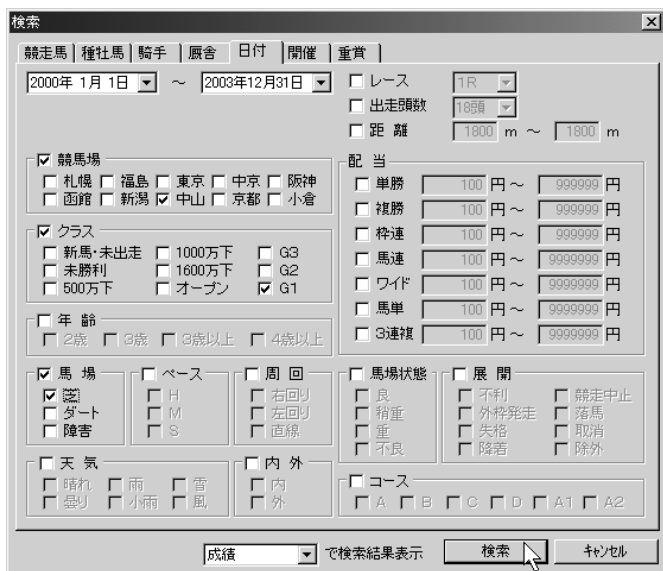 検索
競走馬 種牡馬 騎手 厩舎 日付 開催 重賞
2000年 1月 1日 ～ 2003年12月31日
レース 1R
出走頭数 18頭
距 離 1800 m ～ 1800 m
競馬場
札幌 福島 東京 中京 阪神
函館 新潟 中山 京都 小倉
クラス
新馬・未出走 1000万下 G3
未勝利 1600万下 G2
500万下 オープン G1
年 齢
2歳 3歳 3歳以上 4歳以上
配 当
単勝 100 円～ 999999 円
複勝 100 円～ 999999 円
枠連 100 円～ 9999999 円
馬連 100 円～ 9999999 円
ワイド 100 円～ 9999999 円
馬単 100 円～ 9999999 円
3連複 100 円～ 9999999 円
馬 場
芝
ダート
障害
ペース
H
M
S
周 回
右回り
左回り
直線
馬場状態
良
稍重
重
不良
展 開
不利 競走中止
外枠発走 落馬
失格 取消
降着 除外
天 気
晴れ 雨 雪
曇り 小雨 風
内 外
内
外
コース
A B C D A1 A2
成績 で検索結果表示 検索 キャンセル